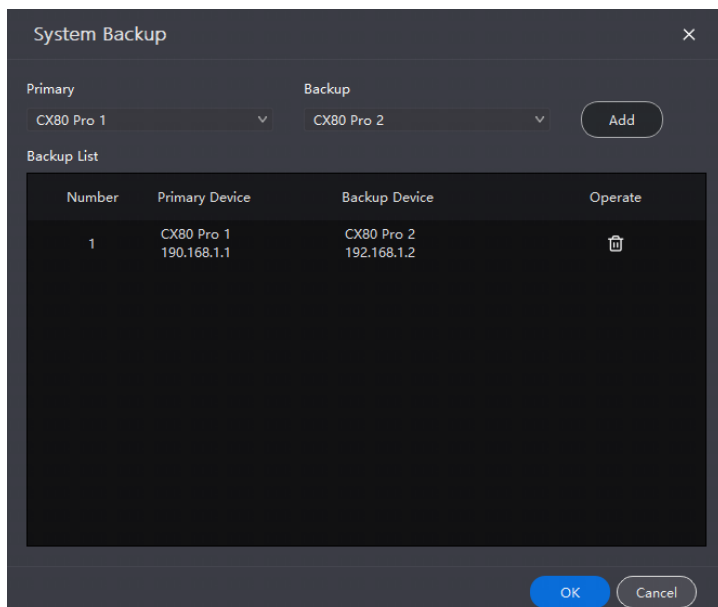 System Backup
Primary
Backup
CX80 Pro 1
CX80 Pro 2
Add
Backup List
Number Primary Device Backup Device Operate
1 CX80 Pro 1 CX80 Pro 2
190.168.1.1 192.168.1.2
OK Cancel